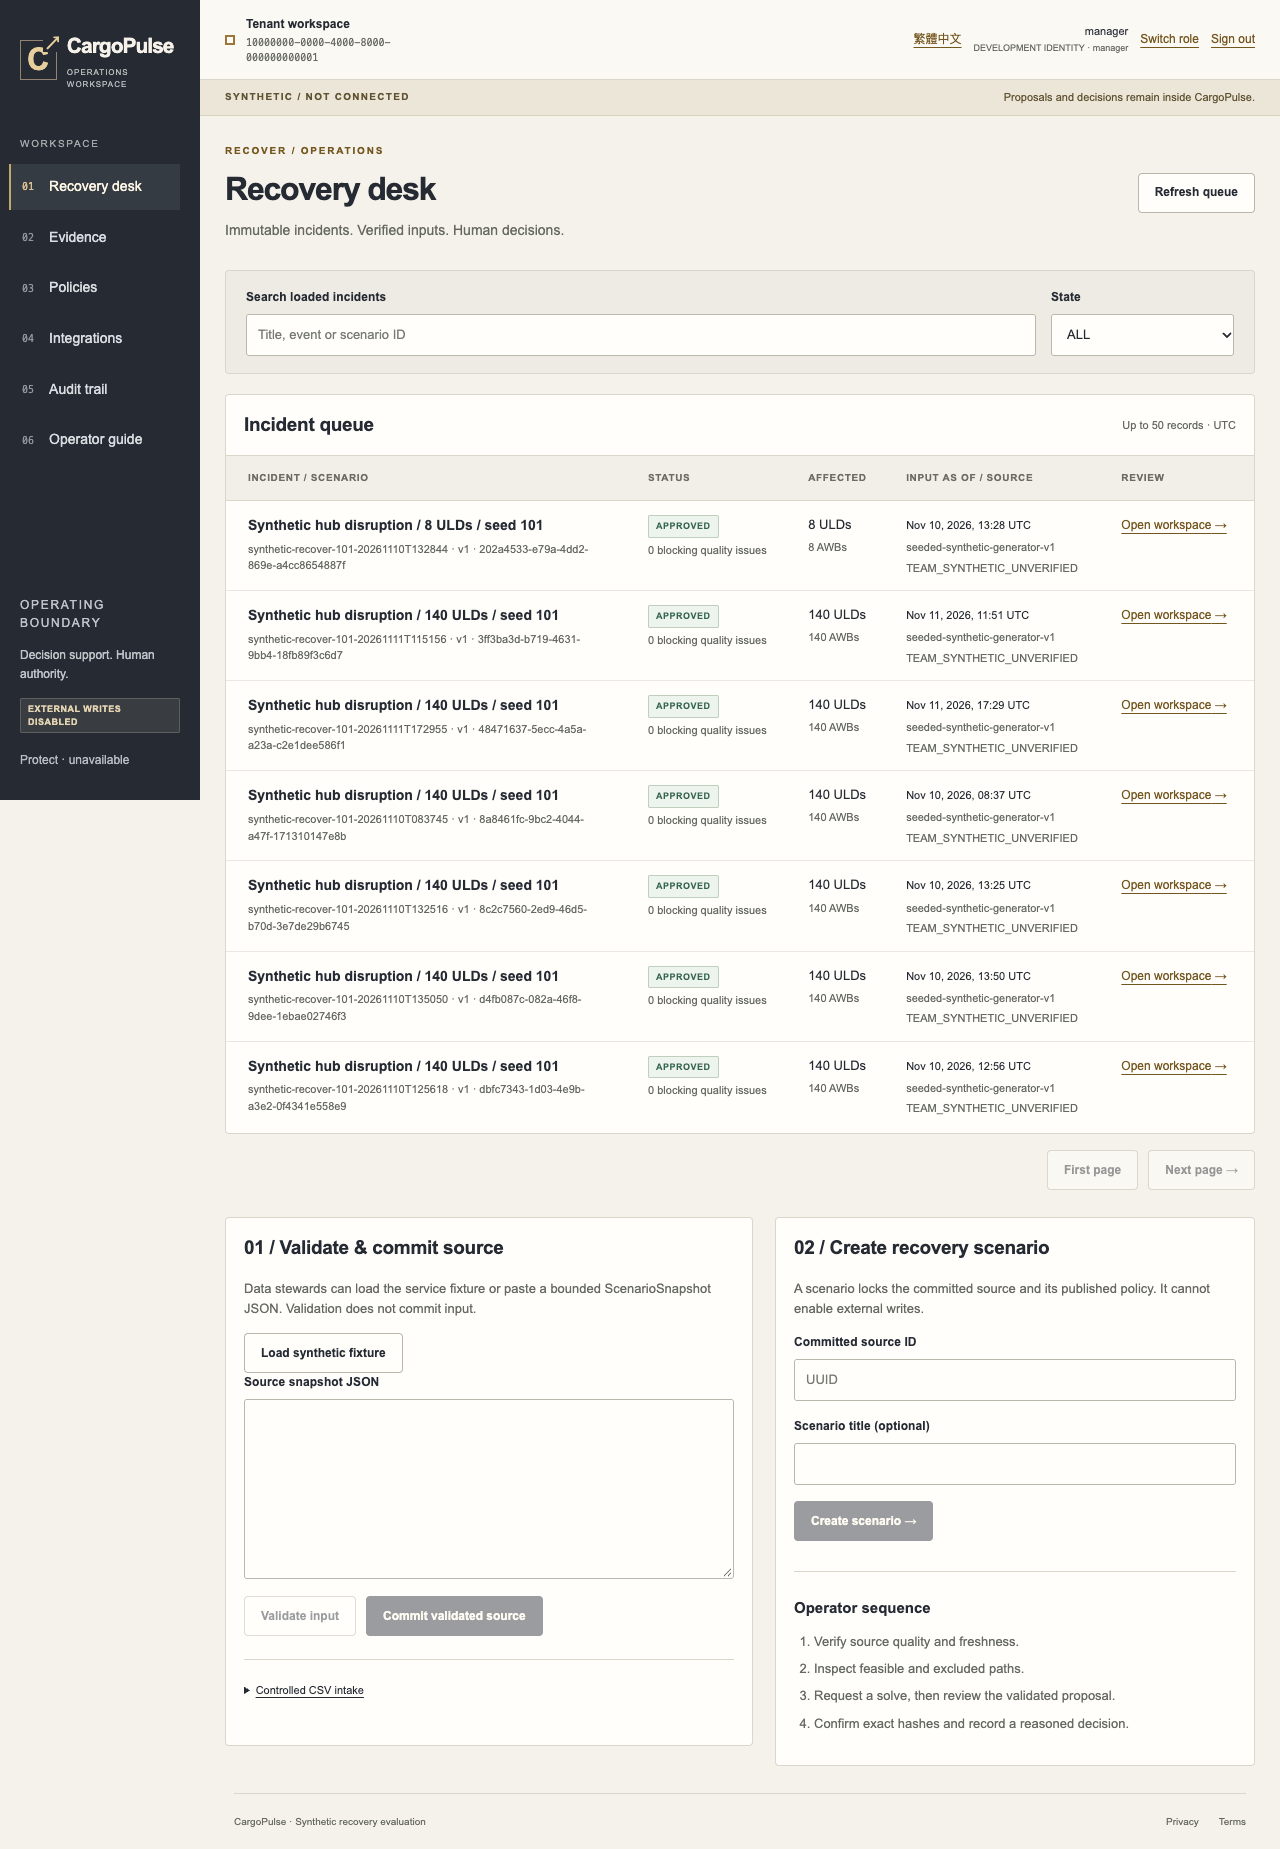 CargoPulse
OPERATIONS
WORKSPACE
WORKSPACE
01 Recovery desk
02 Evidence
03 Policies
04 Integrations
05 Audit trail
06 Operator guide
OPERATING
BOUNDARY
Decision support. Human
authority.
EXTERNAL WRITES
DISABLED
Protect · unavailable
Tenant workspace
10000000-0000-4000-8000-
000000000001
繁體中文
manager
DEVELOPMENT IDENTITY · manager
Switch role
Sign out
SYNTHETIC / NOT CONNECTED
Proposals and decisions remain inside CargoPulse.
RECOVER / OPERATIONS
Recovery desk
Refresh queue
Immutable incidents. Verified inputs. Human decisions.
Search loaded incidents
Title, event or scenario ID
State
ALL
Incident queue
Up to 50 records · UTC
INCIDENT / SCENARIO STATUS AFFECTED INPUT AS OF / SOURCE REVIEW
Synthetic hub disruption / 8 ULDs / seed 101
synthetic-recover-101-20261110T132844 · v1 · 202a4533-e79a-4dd2-
869e-a4cc8654887f
APPROVED
0 blocking quality issues
8 ULDs
8 AWBs
Nov 10, 2026, 13:28 UTC
seeded-synthetic-generator-v1
TEAM_SYNTHETIC_UNVERIFIED
Open workspace →
Synthetic hub disruption / 140 ULDs / seed 101
synthetic-recover-101-20261111T115156 · v1 · 3ff3ba3d-b719-4631-
9bb4-18fb89f3c6d7
APPROVED
0 blocking quality issues
140 ULDs
140 AWBs
Nov 11, 2026, 11:51 UTC
seeded-synthetic-generator-v1
TEAM_SYNTHETIC_UNVERIFIED
Open workspace →
Synthetic hub disruption / 140 ULDs / seed 101
synthetic-recover-101-20261111T172955 · v1 · 48471637-5ecc-4a5a-
a23a-c2e1dee586f1
APPROVED
0 blocking quality issues
140 ULDs
140 AWBs
Nov 11, 2026, 17:29 UTC
seeded-synthetic-generator-v1
TEAM_SYNTHETIC_UNVERIFIED
Open workspace →
Synthetic hub disruption / 140 ULDs / seed 101
synthetic-recover-101-20261110T083745 · v1 · 8a8461fc-9bc2-4044-
a47f-171310147e8b
APPROVED
0 blocking quality issues
140 ULDs
140 AWBs
Nov 10, 2026, 08:37 UTC
seeded-synthetic-generator-v1
TEAM_SYNTHETIC_UNVERIFIED
Open workspace →
Synthetic hub disruption / 140 ULDs / seed 101
synthetic-recover-101-20261110T132516 · v1 · 8c2c7560-2ed9-46d5-
b70d-3e7de29b6745
APPROVED
0 blocking quality issues
140 ULDs
140 AWBs
Nov 10, 2026, 13:25 UTC
seeded-synthetic-generator-v1
TEAM_SYNTHETIC_UNVERIFIED
Open workspace →
Synthetic hub disruption / 140 ULDs / seed 101
synthetic-recover-101-20261110T135050 · v1 · d4fb087c-082a-46f8-
9dee-1ebae02746f3
APPROVED
0 blocking quality issues
140 ULDs
140 AWBs
Nov 10, 2026, 13:50 UTC
seeded-synthetic-generator-v1
TEAM_SYNTHETIC_UNVERIFIED
Open workspace →
Synthetic hub disruption / 140 ULDs / seed 101
synthetic-recover-101-20261110T125618 · v1 · dbfc7343-1d03-4e9b-
a3e2-0f4341e558e9
APPROVED
0 blocking quality issues
140 ULDs
140 AWBs
Nov 10, 2026, 12:56 UTC
seeded-synthetic-generator-v1
TEAM_SYNTHETIC_UNVERIFIED
Open workspace →
First page
Next page →
01 / Validate & commit source
Data stewards can load the service fixture or paste a bounded ScenarioSnapshot
JSON. Validation does not commit input.
Load synthetic fixture
Source snapshot JSON
Validate input
Commit validated source
Controlled CSV intake
02 / Create recovery scenario
A scenario locks the committed source and its published policy. It cannot
enable external writes.
Committed source ID
UUID
Scenario title (optional)
Create scenario →
Operator sequence
1. Verify source quality and freshness.
2. Inspect feasible and excluded paths.
3. Request a solve, then review the validated proposal.
4. Confirm exact hashes and record a reasoned decision.
CargoPulse · Synthetic recovery evaluation
Privacy
Terms